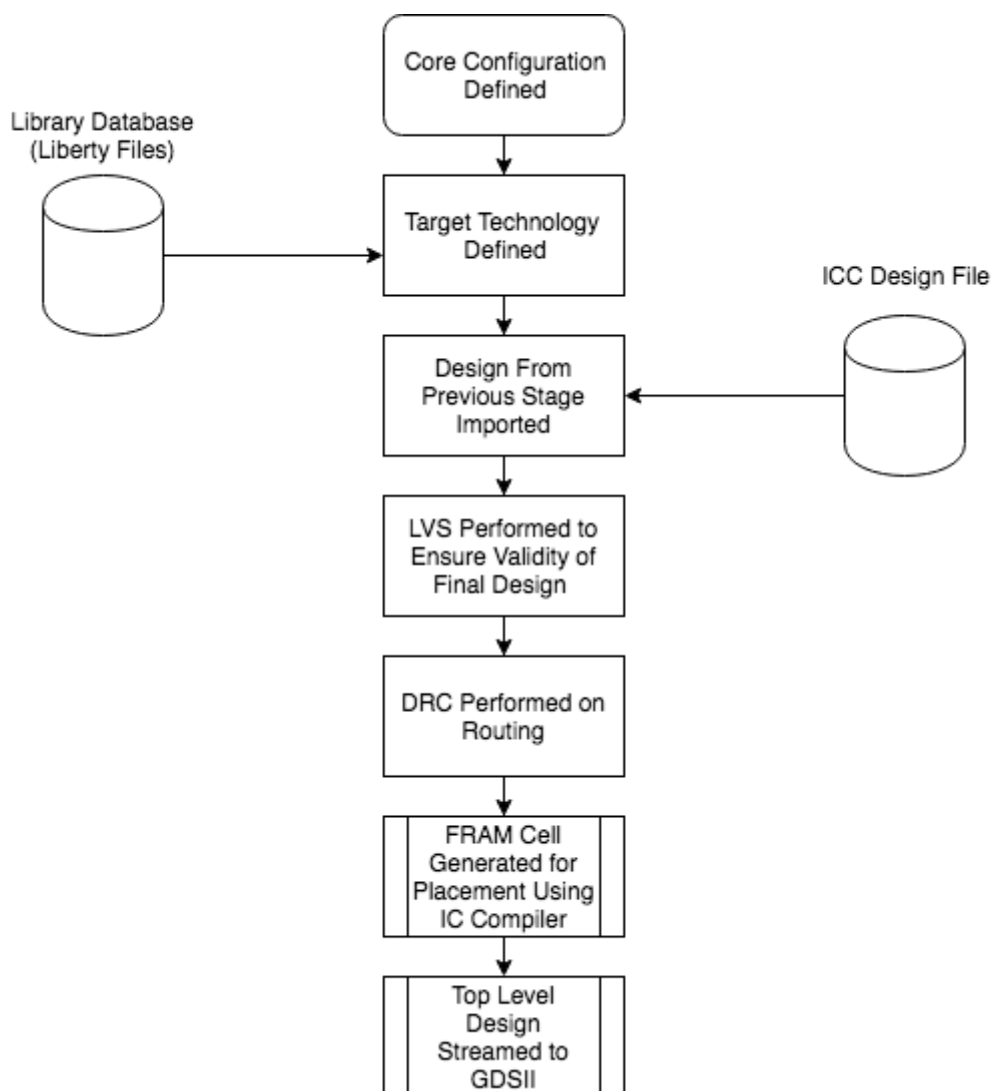 Core Configuration
Defined
Library Database
(Liberty Files)
Target Technology
Defined
ICC Design File
Design From
Previous Stage
Imported
LVS Performed to
Ensure Validity of
Final Design
DRC Performed on
Routing
FRAM Cell
Generated for
Placement Using
IC Compiler
Top Level
Design
Streamed to
GDSII